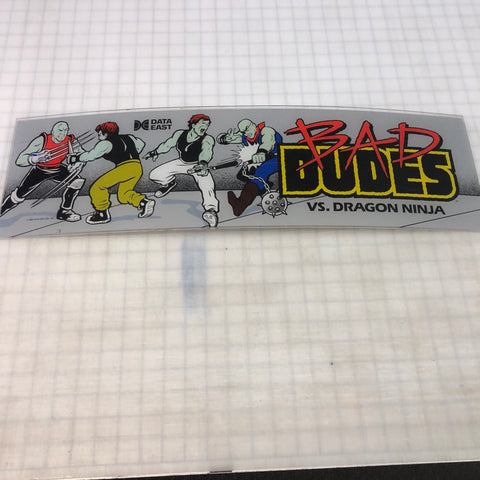 DATA
EAST
BAD
DUDES
VS. DRAGON NINJA